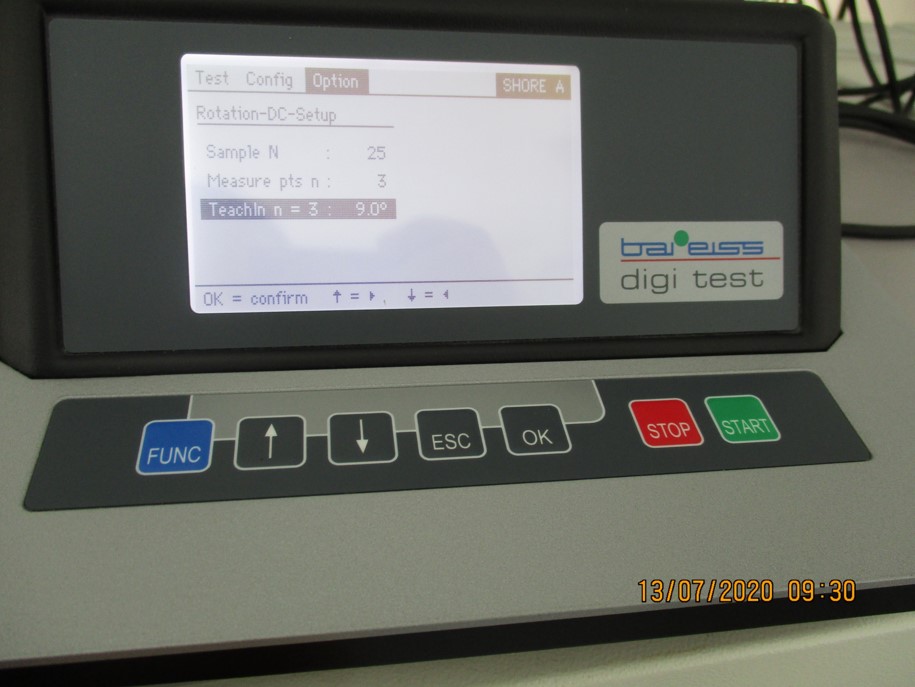 Test Config Option SHORE A
Rotation-DC-Setup
Sample N : 25
Measure pts n : 3
TeachIn n = 3 : 9.0°
OK = confirm ↑ = ▶, ↓ = ◀
bareiss
digi test
FUNC ↑ ↓ ESC OK STOP START
13/07/2020 09:30